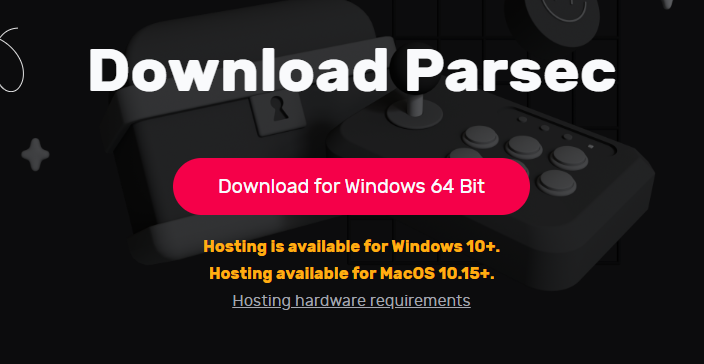 Download Parsec
Download for Windows 64 Bit
Hosting is available for Windows 10+.
Hosting available for MacOS 10.15+.
Hosting hardware requirements